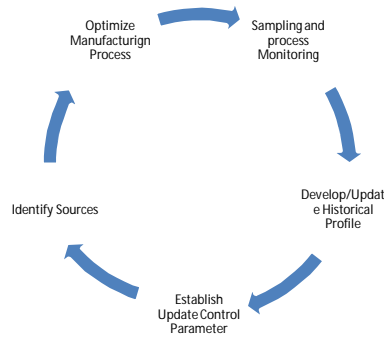 Optimize
Manufacturign
Process
Sampling and
process
Monitoring
Develop/Updat
e Historical
Profile
Establish
Update Control
Parameter
Identify Sources